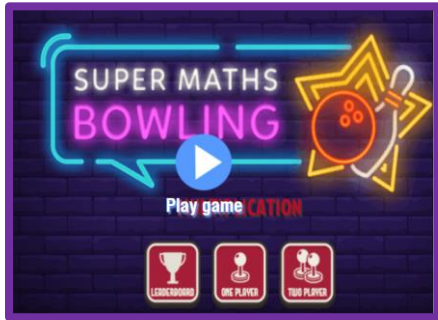 SUPER MATHS
BOWLING
Play game
LEADERBOARD
ONE PLAYER
TWO PLAYER